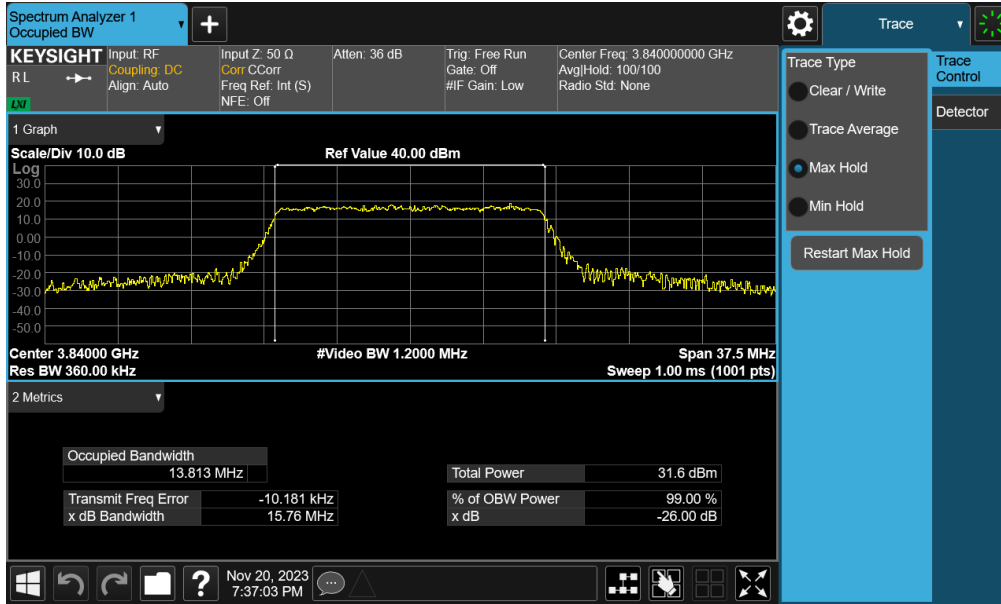 Spectrum Analyzer 1
Occupied BW
Trace
KEYSIGHT
R L
LXI
Input: RF
Coupling: DC
Align: Auto
Input Z: 50 Ω
Corr CCorr
Freq Ref: Int (S)
NFE: Off
Atten: 36 dB
Trig: Free Run
Gate: Off
#IF Gain: Low
Center Freq: 3.840000000 GHz
Avg|Hold: 100/100
Radio Std: None
Trace Type
Clear / Write
Trace Average
Max Hold
Min Hold
Restart Max Hold
Trace
Control
Detector
1 Graph
Scale/Div 10.0 dB
Ref Value 40.00 dBm
Log
30.0
20.0
10.0
0.00
-10.0
-20.0
-30.0
-40.0
-50.0
Center 3.84000 GHz
#Video BW 1.2000 MHz
Span 37.5 MHz
Res BW 360.00 kHz
Sweep 1.00 ms (1001 pts)
2 Metrics
Occupied Bandwidth
13.813 MHz
Total Power 31.6 dBm
Transmit Freq Error -10.181 kHz
% of OBW Power 99.00 %
x dB Bandwidth 15.76 MHz
x dB -26.00 dB
?
Nov 20, 2023
7:37:03 PM